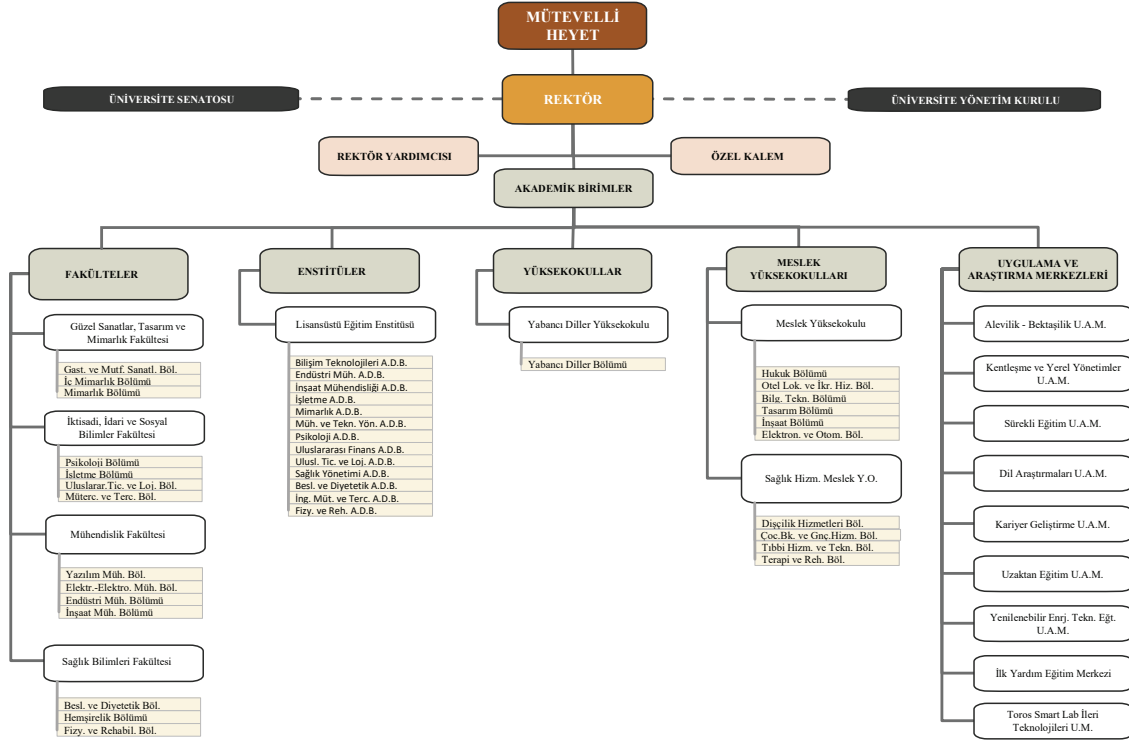 MÜTEVELLİ
HEYET
ÜNİVERSİTE SENATOSU
REKTÖR
ÜNİVERSİTE YÖNETİM KURULU
REKTÖR YARDIMCISI
ÖZEL KALEM
AKADEMİK BİRİMLER
FAKÜLTELER
Güzel Sanatlar, Tasarım ve
Mimarlık Fakültesi
Gast. ve Mutf. Sanatl. Böl.
İç Mimarlık Bölümü
Mimarlık Bölümü
İktisadi, İdari ve Sosyal
Bilimler Fakültesi
Psikoloji Bölümü
İşletme Bölümü
Uluslarar.Tic. ve Loj. Böl.
Müterc. ve Terc. Böl.
Mühendislik Fakültesi
Yazılım Müh. Böl.
Elektr.-Elektro. Müh. Böl.
Endüstri Müh. Bölümü
İnşaat Müh. Bölümü
Sağlık Bilimleri Fakültesi
Besl. ve Diyetetik Böl.
Hemşirelik Bölümü
Fizy. ve Rehabil. Böl.
ENSTİTÜLER
Lisansüstü Eğitim Enstitüsü
Bilişim Teknolojileri A.D.B.
Endüstri Müh. A.D.B.
İnşaat Mühendisliği A.D.B.
İşletme A.D.B.
Mimarlık A.D.B.
Müh. ve Tekn. Yön. A.D.B.
Psikoloji A.D.B.
Uluslararası Finans A.D.B.
Ulusl. Tic. ve Loj. A.D.B.
Sağlık Yönetimi A.D.B.
Besl. ve Diyetetik A.D.B.
İng. Müt. ve Terc. A.D.B.
Fizy. ve Reh. A.D.B.
YÜKSEKOKULLAR
Yabancı Diller Yüksekokulu
Yabancı Diller Bölümü
MESLEK
YÜKSEKOKULLARI
Meslek Yüksekokulu
Hukuk Bölümü
Otel Lok. ve İkr. Hiz. Böl.
Bilg. Tekn. Bölümü
Tasarım Bölümü
İnşaat Bölümü
Elektron. ve Otom. Böl.
Sağlık Hizm. Meslek Y.O.
Dişçilik Hizmetleri Böl.
Çoc.Bk. ve Gnç.Hizm. Böl.
Tıbbi Hizm. ve Tekn. Böl.
Terapi ve Reh. Böl.
UYGULAMA VE
ARAŞTIRMA MERKEZLERİ
Alevilik - Bektaşilik U.A.M.
Kentleşme ve Yerel Yönetimler
U.A.M.
Sürekli Eğitim U.A.M.
Dil Araştırmaları U.A.M.
Kariyer Geliştirme U.A.M.
Uzaktan Eğitim U.A.M.
Yenilenebilir Enrj. Tekn. Eğt.
U.A.M.
İlk Yardım Eğitim Merkezi
Toros Smart Lab İleri
Teknolojileri U.M.